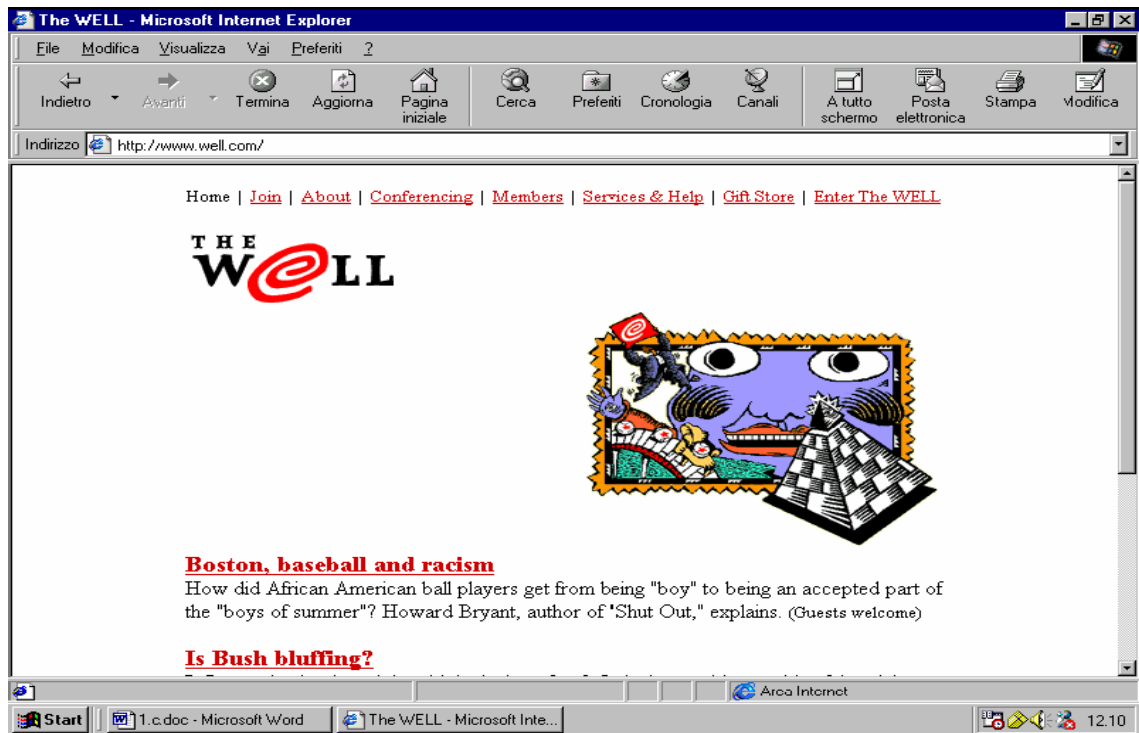 The WELL - Microsoft Internet Explorer
File Modifica Visualizza Vai Preferiti ?
Indietro Avanti Termina Aggiorna Pagina iniziale Cerca Preferiti Cronologia Canali A tutto schermo Posta elettronica Stampa Modifica
Indirizzo http://www.well.com/
Home | Join | About | Conferencing | Members | Services & Help | Gift Store | Enter The WELL
THE
W@LL
Boston, baseball and racism
How did African American ball players get from being "boy" to being an accepted part of
the "boys of summer"? Howard Bryant, author of "Shut Out," explains. (Guests welcome)
Is Bush bluffing?
Area Internet
Start 1.c.doc - Microsoft Word The WELL - Microsoft Inte... 12.10